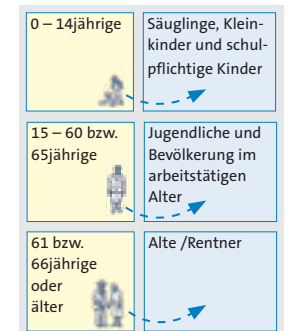 0 – 14jährige
Säuglinge, Klein-
kinder und schul-
pflichtige Kinder
15 – 60 bzw.
65jährige
Jugendliche und
Bevölkerung im
arbeitstätigen
Alter
61 bzw.
66jährige
oder
älter
Alte /Rentner